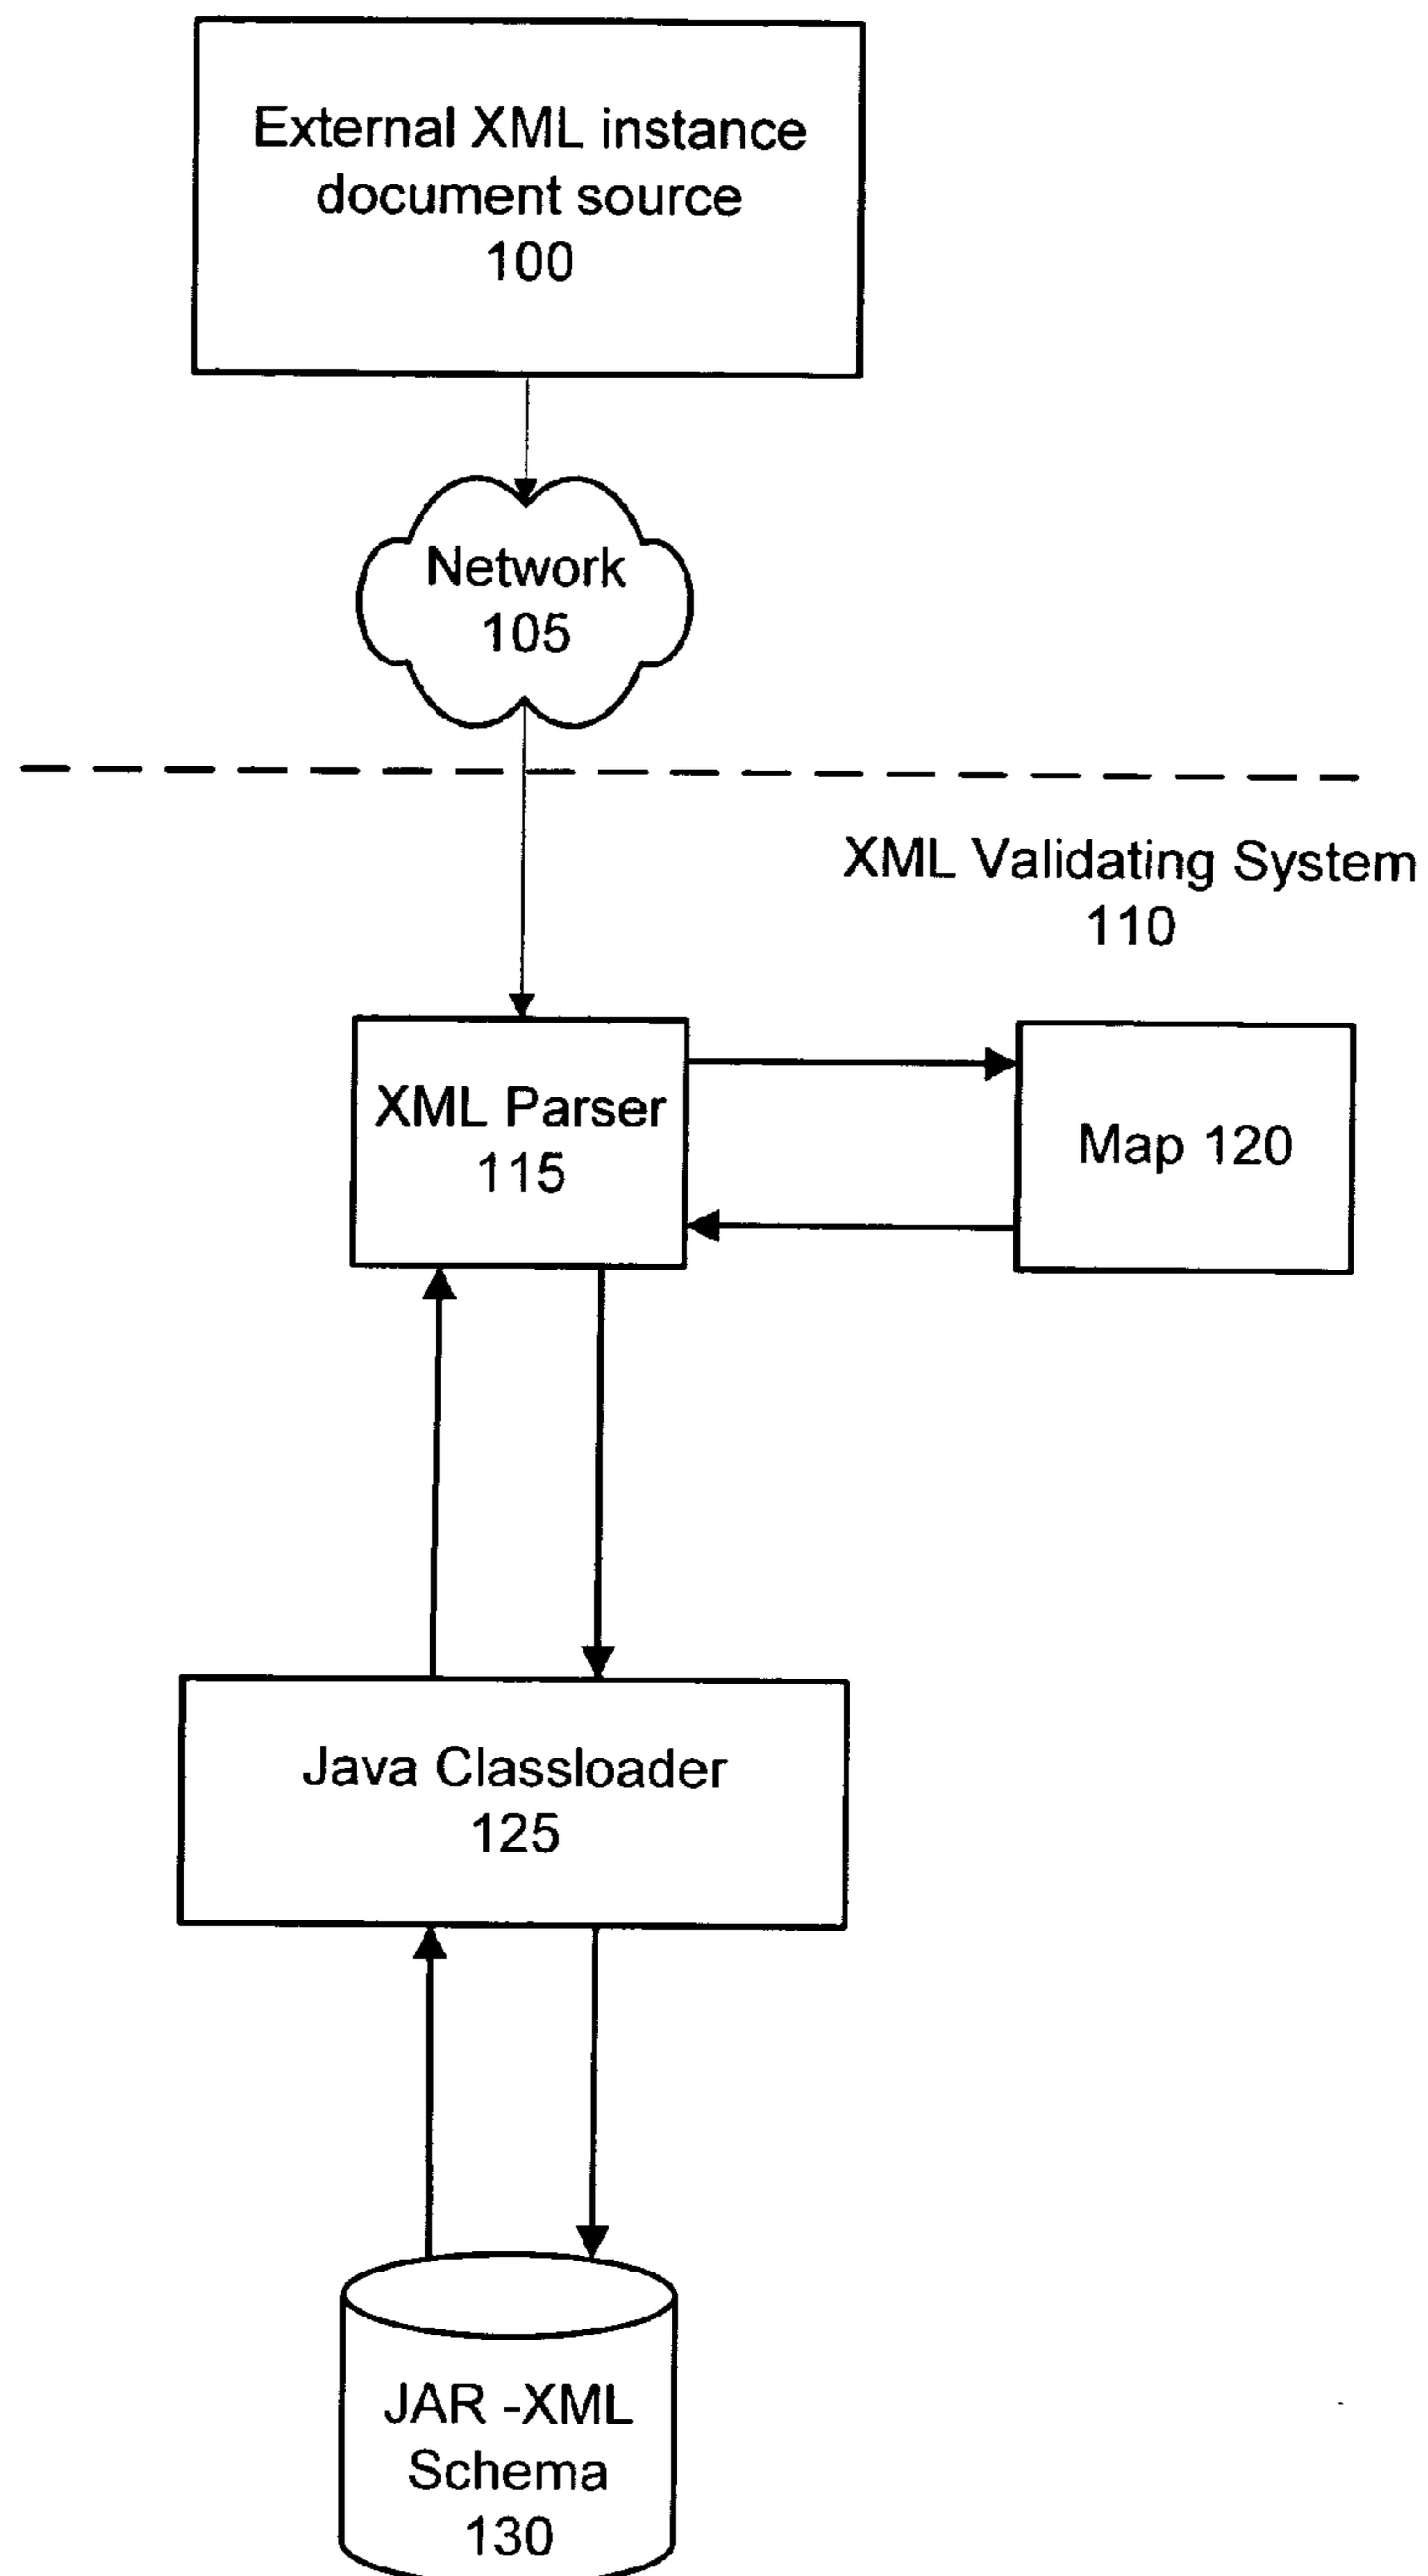 External XML instance
document source
100
Network
105
XML Validating System
110
XML Parser
115
Map 120
Java Classloader
125
JAR -XML
Schema
130